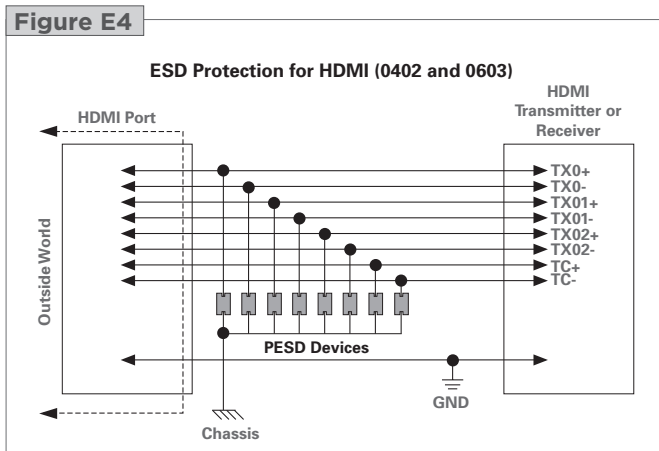 Figure E4
ESD Protection for HDMI (0402 and 0603)
HDMI Port
HDMI
Transmitter or
Receiver
Outside World
TX0+
TX0-
TX01+
TX01-
TX02+
TX02-
TC+
TC-
PESD Devices
GND
Chassis